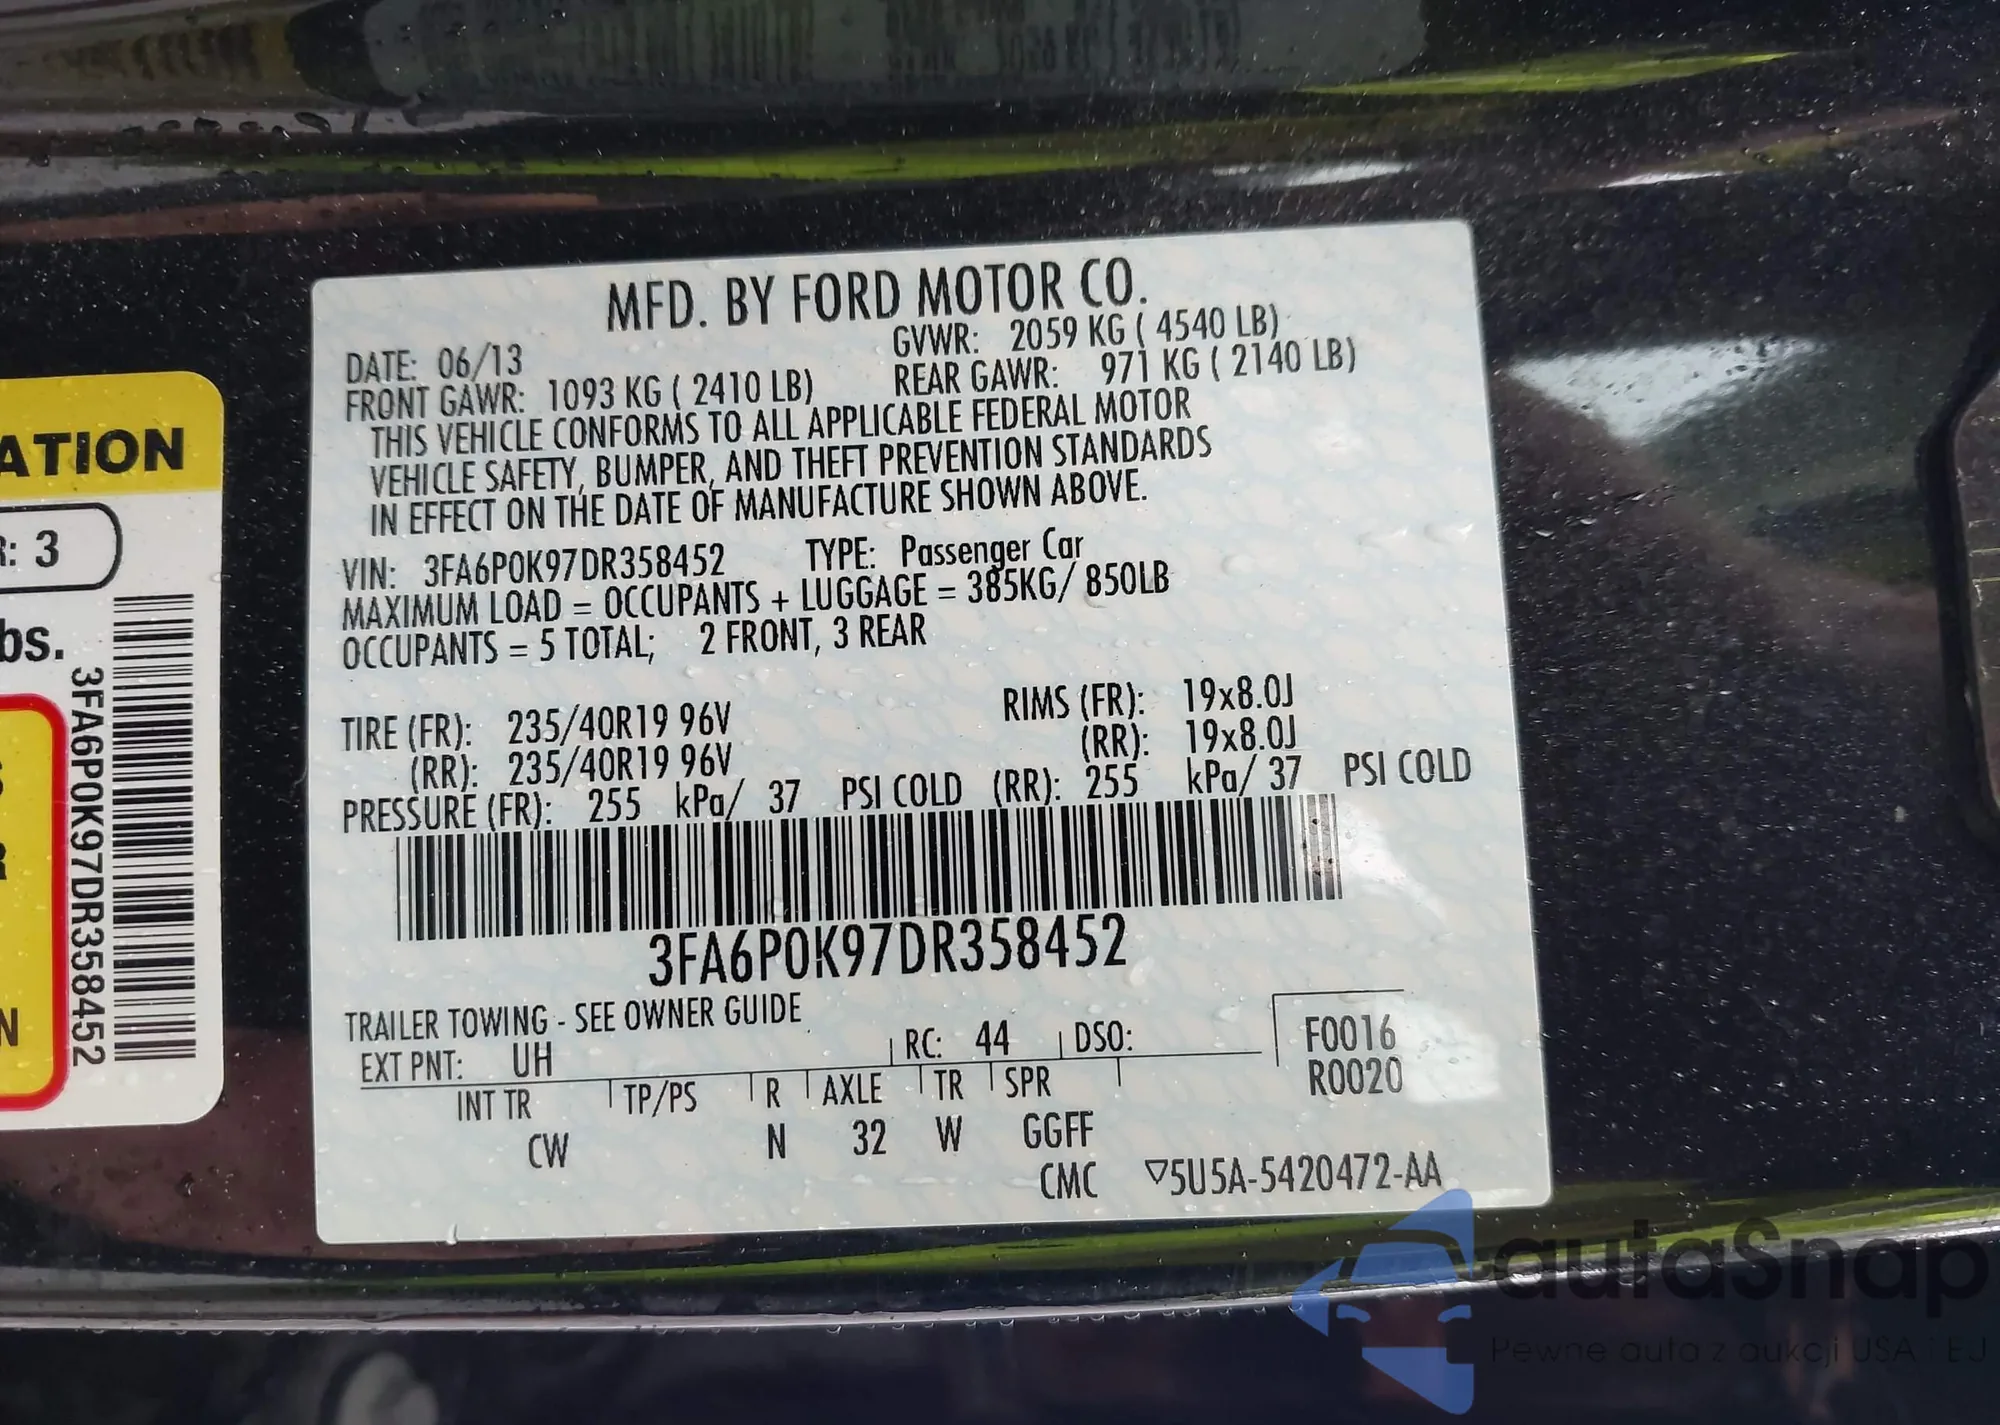 MFD. BY FORD MOTOR CO.
DATE: 06/13 GVWR: 2059 KG ( 4540 LB)
FRONT GAWR: 1093 KG ( 2410 LB) REAR GAWR: 971 KG ( 2140 LB)
THIS VEHICLE CONFORMS TO ALL APPLICABLE FEDERAL MOTOR
VEHICLE SAFETY, BUMPER, AND THEFT PREVENTION STANDARDS
IN EFFECT ON THE DATE OF MANUFACTURE SHOWN ABOVE.
VIN: 3FA6P0K97DR358452 TYPE: Passenger Car
MAXIMUM LOAD = OCCUPANTS + LUGGAGE = 385KG/ 850LB
OCCUPANTS = 5 TOTAL; 2 FRONT, 3 REAR
TIRE (FR): 235/40R19 96V RIMS (FR): 19x8.0J
(RR): 235/40R19 96V (RR): 19x8.0J
PRESSURE (FR): 255 kPa/ 37 PSI COLD (RR): 255 kPa/ 37 PSI COLD
3FA6P0K97DR358452
TRAILER TOWING - SEE OWNER GUIDE
EXT PNT: UH RC: 44 DSO: F0016
R0020
INT TR TP/PS R AXLE TR SPR
CW N 32 W GGFF
CMC ▽5U5A-5420472-AA
ATION
: 3
bs.
3FA6P0K97DR358452
N
autaSnap
Pewne auta z aukcji USA i EU